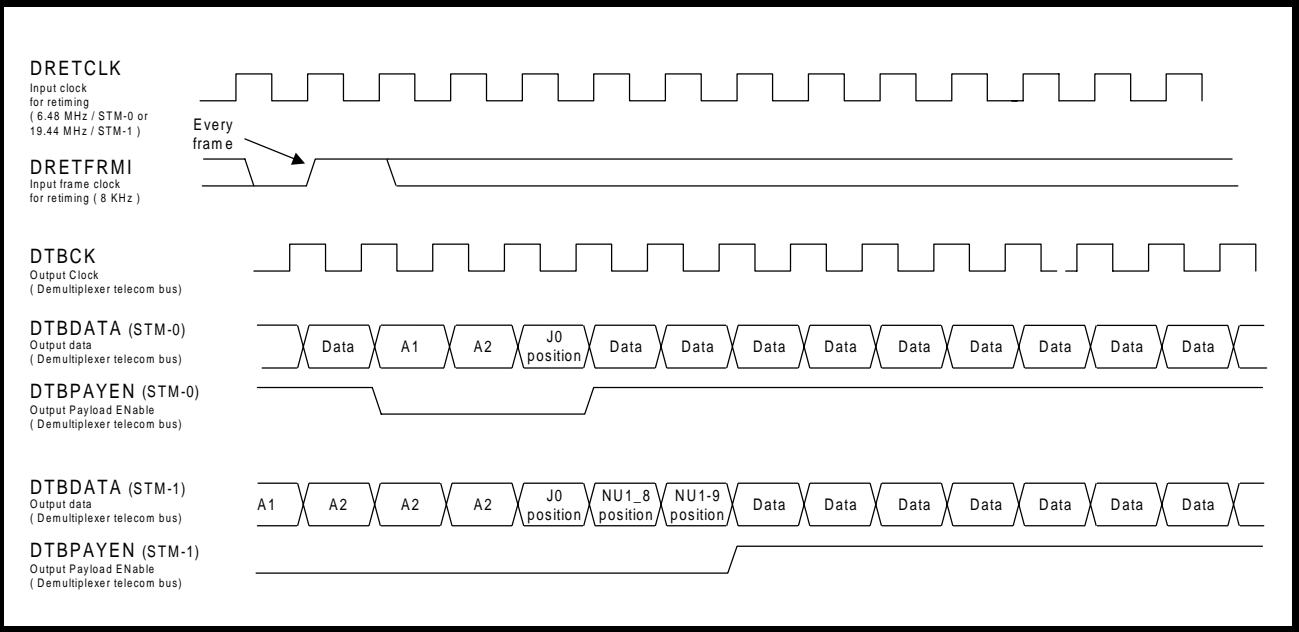 DRETCLK
Input clock
for retiming
( 6.48 MHz / STM-0 or
19.44 MHz / STM-1 )
Every
frame
DRETFRMI
Input frame clock
for retiming ( 8 KHz )
DTBCK
Output Clock
( Demultiplexer telecom bus)
DTBDATA (STM-0)
Output data
( Demultiplexer telecom bus)
Data A1 A2 J0 position Data Data Data Data Data Data Data Data Data
DTBPAYEN (STM-0)
Output Payload ENable
( Demultiplexer telecom bus)
DTBDATA (STM-1)
Output data
( Demultiplexer telecom bus)
A1 A2 A2 A2 J0 position NU1_8 position NU1-9 position Data Data Data Data Data Data Data
DTBPAYEN (STM-1)
Output Payload ENable
( Demultiplexer telecom bus)